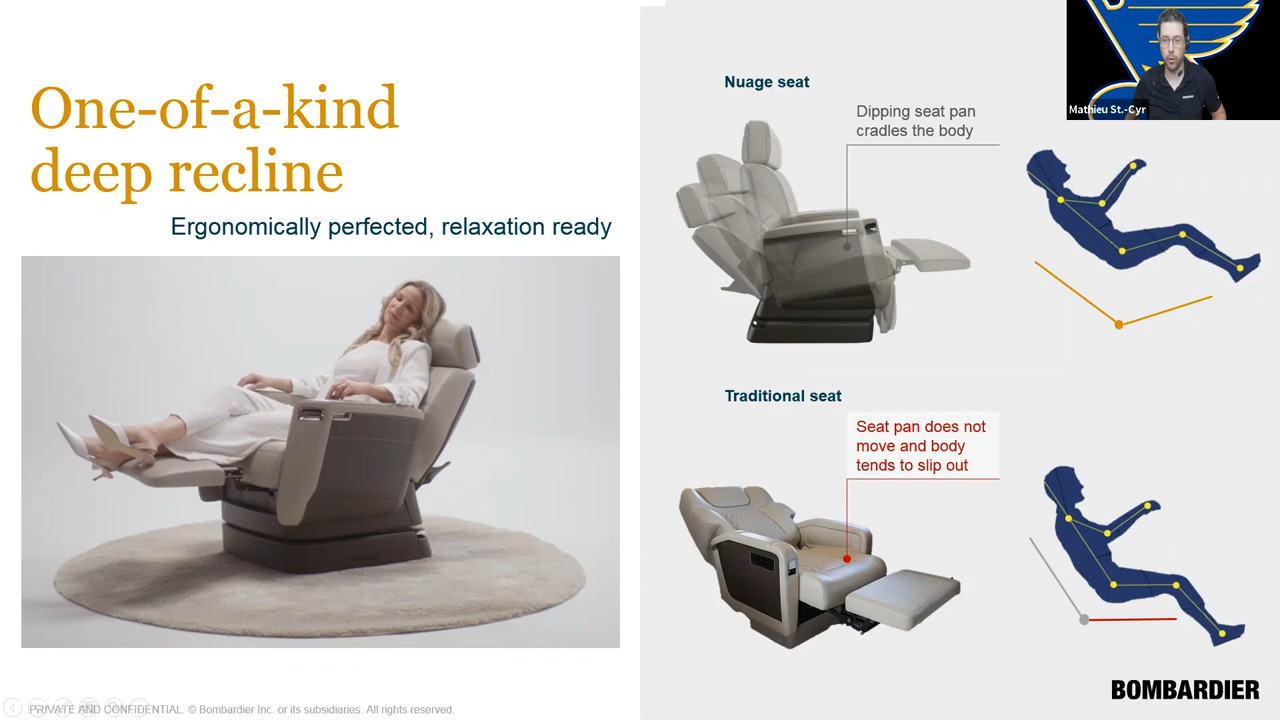 One-of-a-kind
deep recline
Ergonomically perfected, relaxation ready
Nuage seat
Dipping seat pan
cradles the body
Mathieu St.-Cyr
Traditional seat
Seat pan does not
move and body
tends to slip out
BOMBARDIER
PRIVATE AND CONFIDENTIAL. © Bombardier Inc. or its subsidiaries. All rights reserved.